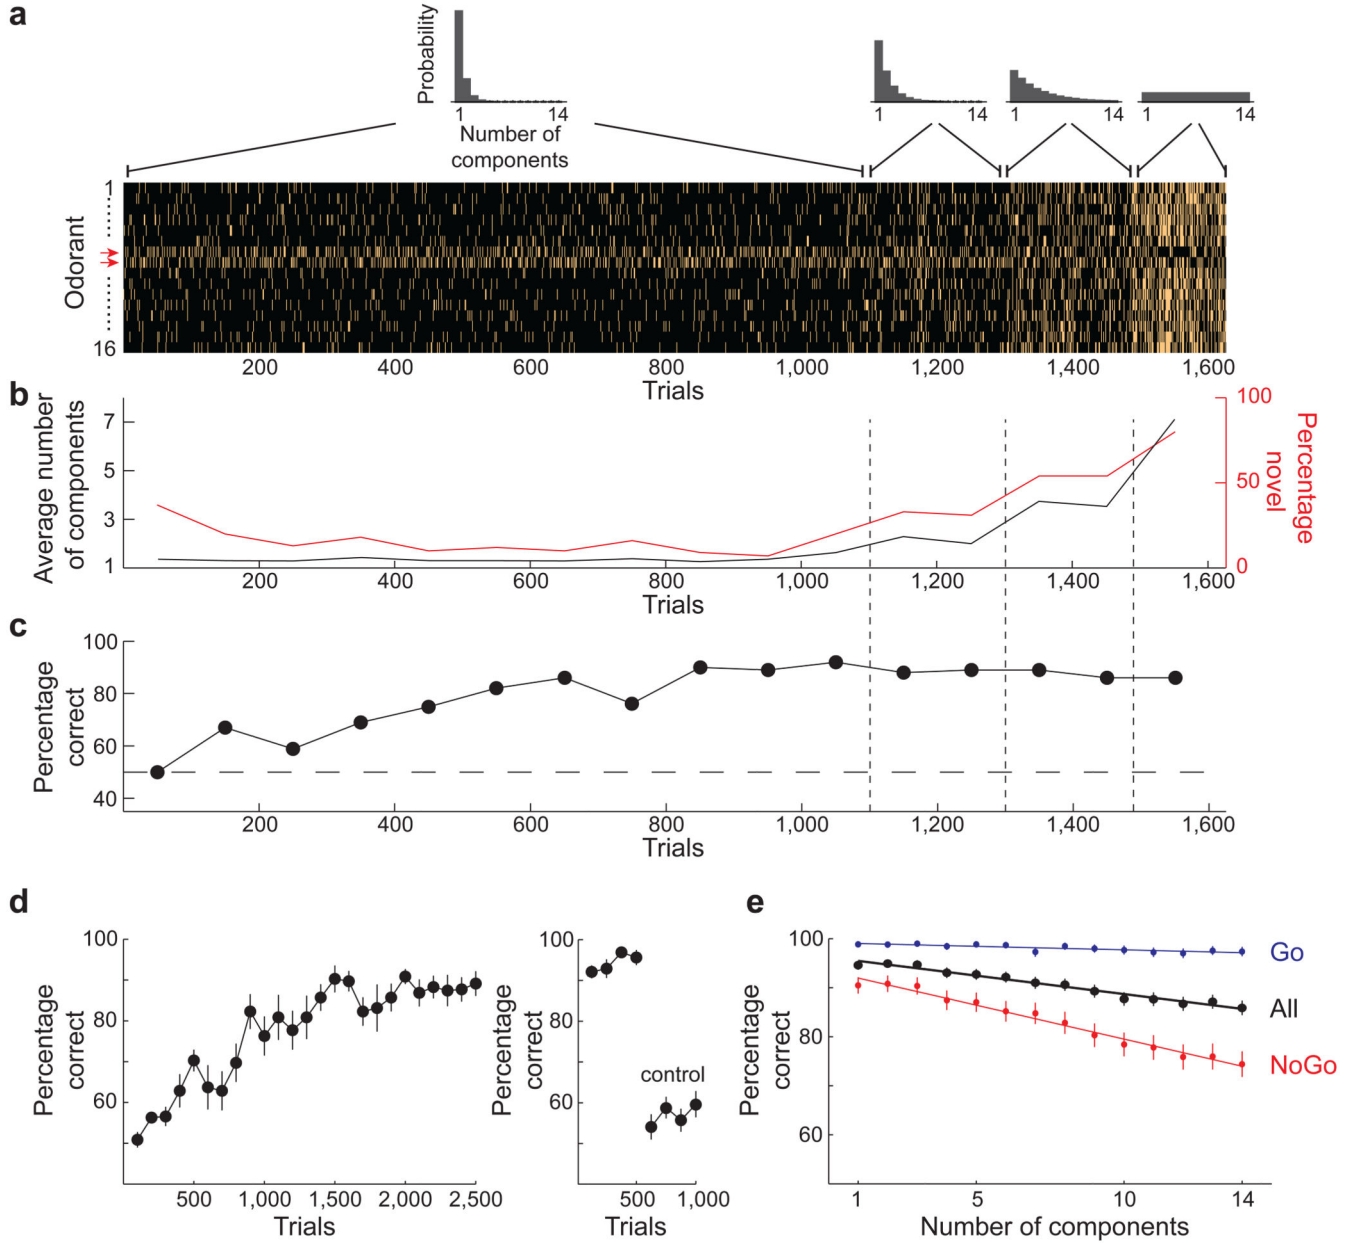 a
Probability
1 14
Number of
components
1 14
1 14
1 14
Odorant
1
16
200 400 600 800 1,000 1,200 1,400 1,600
Trials
b
Average number
of components
7
5
3
1
100
50
0
Percentage
novel
200 400 600 800 1,000 1,200 1,400 1,600
Trials
c
Percentage
correct
100
80
60
40
200 400 600 800 1,000 1,200 1,400 1,600
Trials
d
Percentage
correct
100
80
60
500 1,000 1,500 2,000 2,500
Trials
Percentage
correct
100
80
60
control
500 1,000
Trials
e
Percentage
correct
100
80
60
Go
All
NoGo
1 5 10 14
Number of components